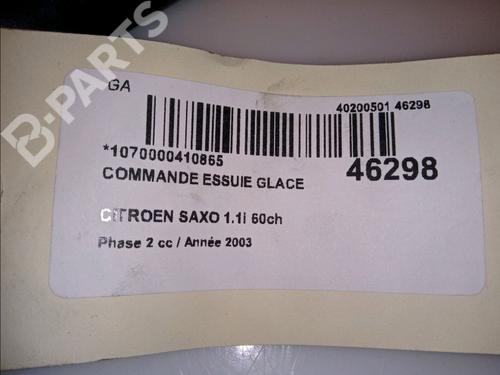 B-PARTS
GA
40200501 46298
*1070000410865
46298
COMMANDE ESSUIE GLACE
CITROEN SAXO 1.1i 60ch
Phase 2 cc / Année 2003